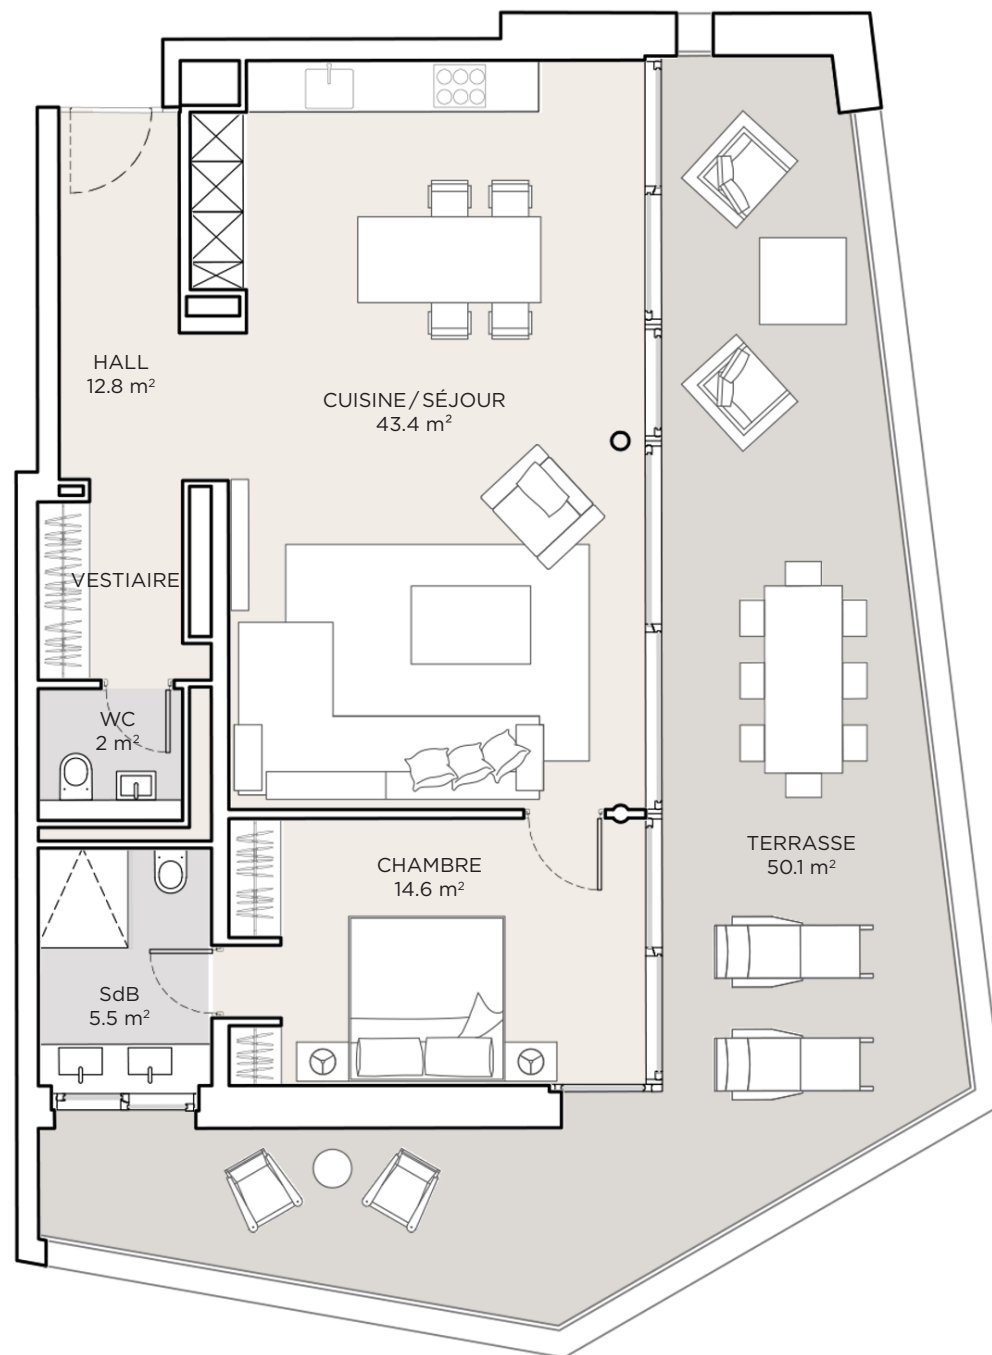 HALL
12.8 m²
CUISINE/SÉJOUR
43.4 m²
VESTIAIRE
WC
2 m²
CHAMBRE
14.6 m²
TERRASSE
50.1 m²
SdB
5.5 m²